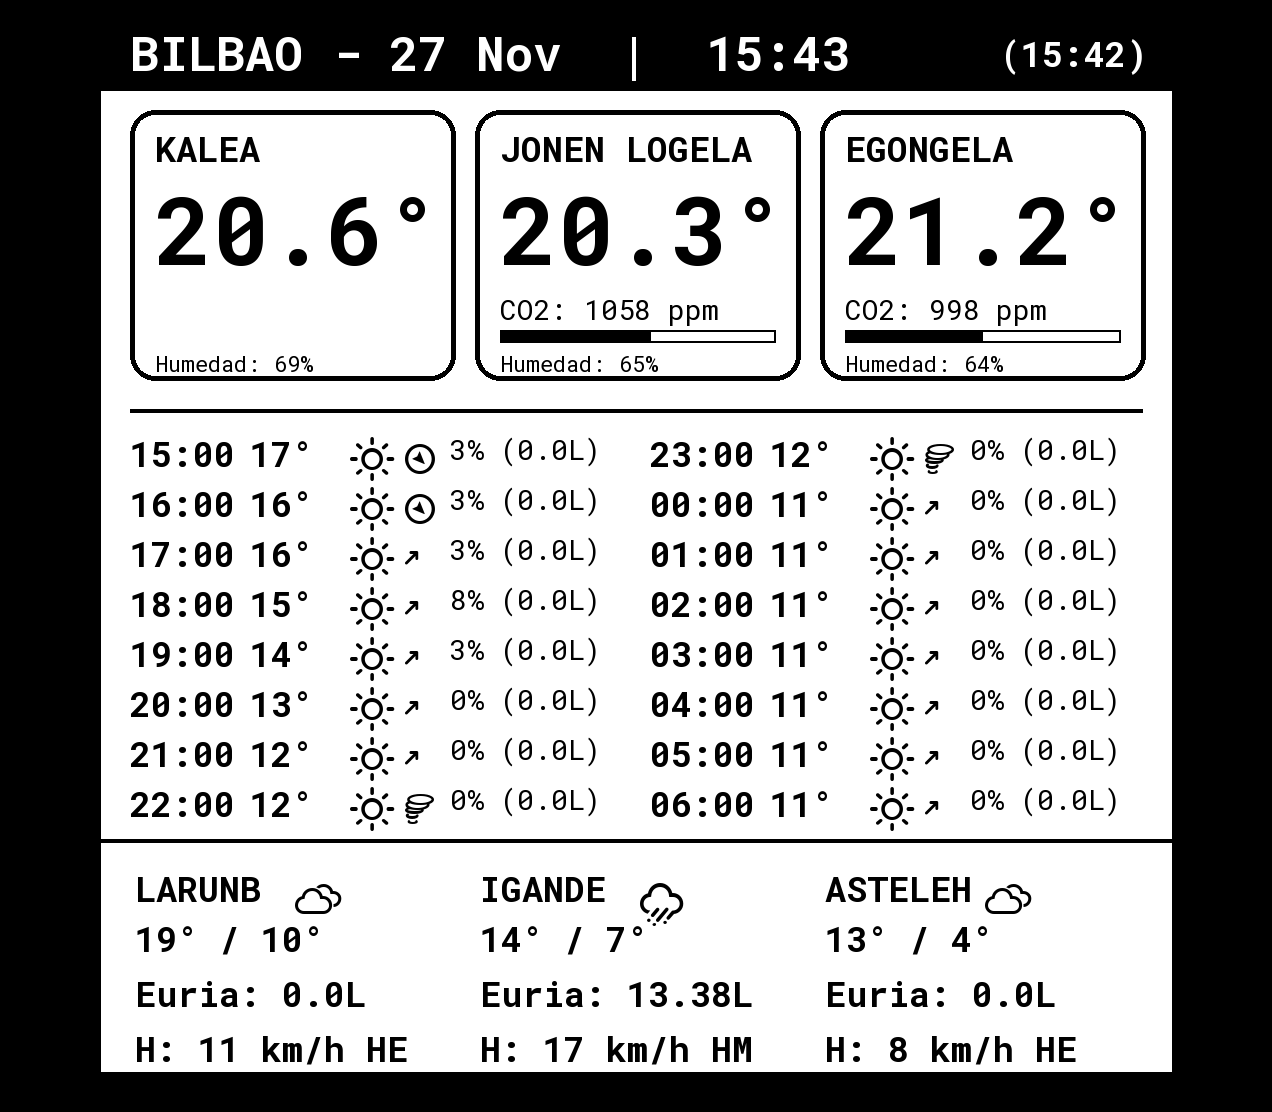 BILBAO - 27 Nov | 15:43 (15:42)
KALEA
20.6°
Humedad: 69%
JONEN LOGELA
20.3°
CO2: 1058 ppm
Humedad: 65%
EGONGELA
21.2°
CO2: 998 ppm
Humedad: 64%
15:00 17° 3% (0.0L)
16:00 16° 3% (0.0L)
17:00 16° 3% (0.0L)
18:00 15° 8% (0.0L)
19:00 14° 3% (0.0L)
20:00 13° 0% (0.0L)
21:00 12° 0% (0.0L)
22:00 12° 0% (0.0L)
23:00 12° 0% (0.0L)
00:00 11° 0% (0.0L)
01:00 11° 0% (0.0L)
02:00 11° 0% (0.0L)
03:00 11° 0% (0.0L)
04:00 11° 0% (0.0L)
05:00 11° 0% (0.0L)
06:00 11° 0% (0.0L)
LARUNB
19° / 10°
Euria: 0.0L
H: 11 km/h HE
IGANDE
14° / 7°
Euria: 13.38L
H: 17 km/h HM
ASTELEH
13° / 4°
Euria: 0.0L
H: 8 km/h HE